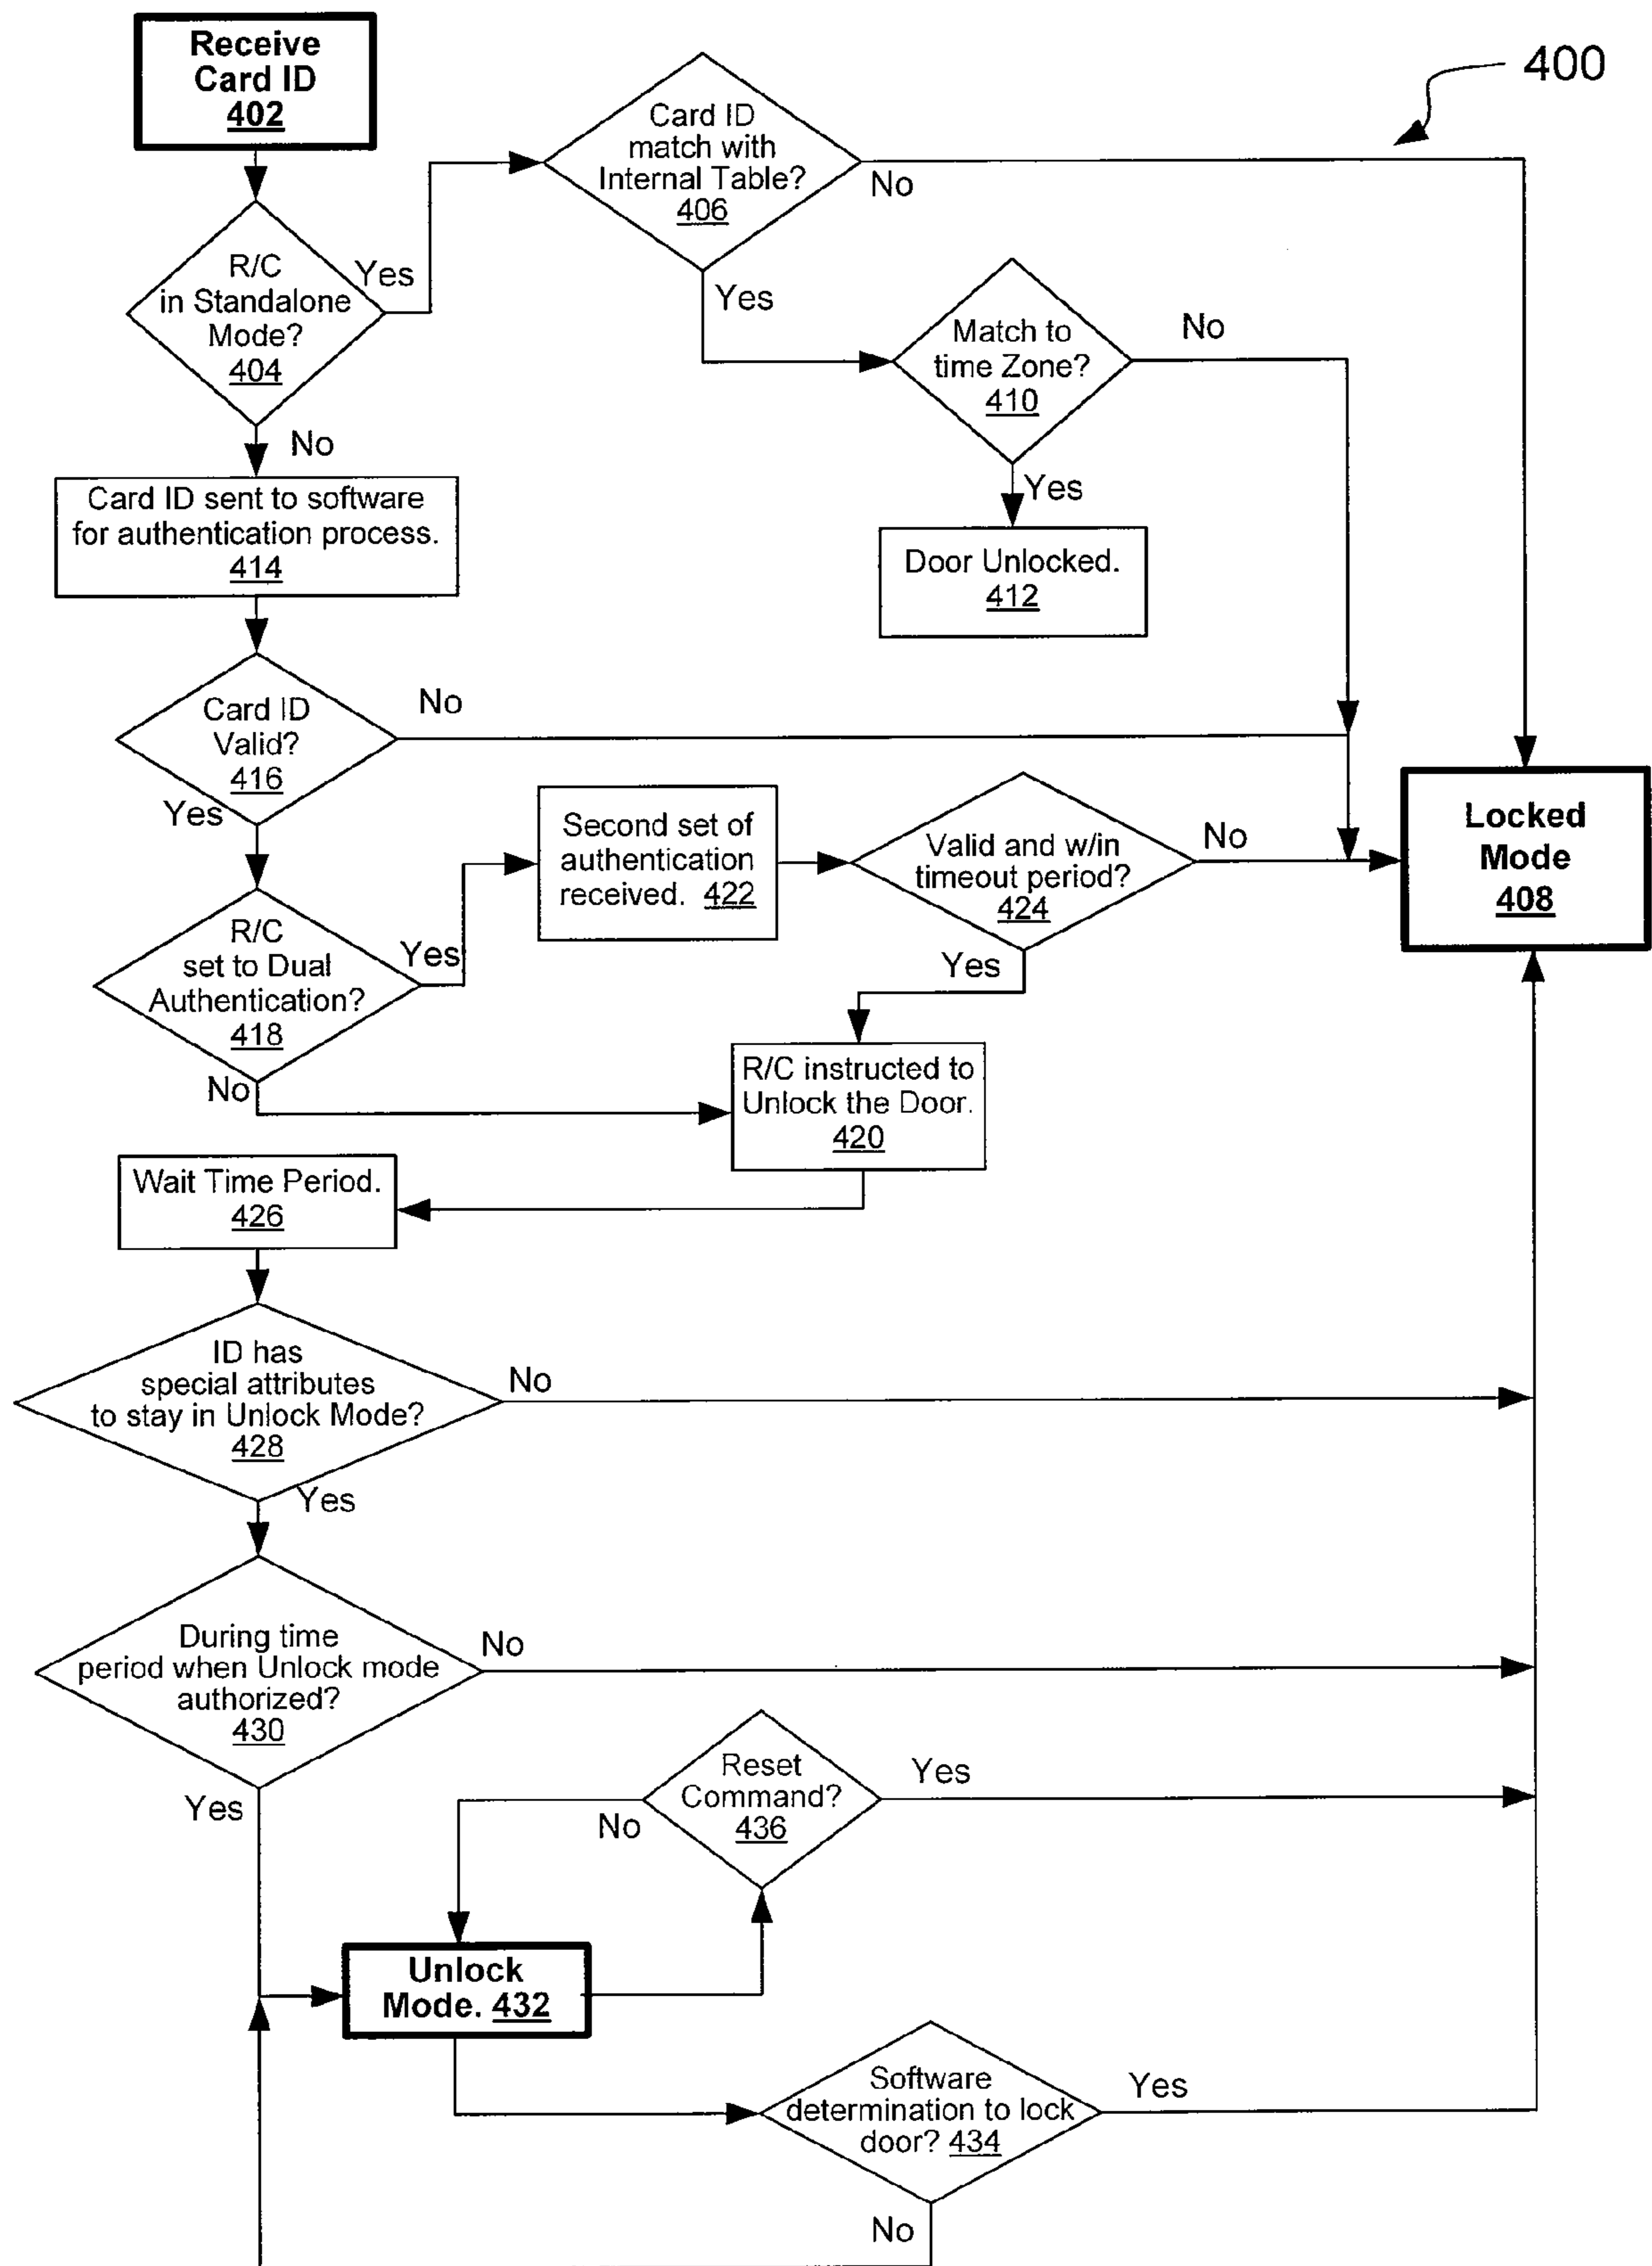 Receive
Card ID
402
400
Card ID
match with
Internal Table?
406
No
Yes
R/C
in Standalone
Mode?
404
Yes
No
Match to
time Zone?
410
No
Yes
Door Unlocked.
412
Card ID sent to software
for authentication process.
414
Card ID
Valid?
416
No
Yes
Second set of
authentication
received. 422
Valid and w/in
timeout period?
424
No
Yes
Locked
Mode
408
R/C
set to Dual
Authentication?
418
Yes
No
R/C instructed to
Unlock the Door.
420
Wait Time Period.
426
ID has
special attributes
to stay in Unlock Mode?
428
No
Yes
During time
period when Unlock mode
authorized?
430
No
Yes
Reset
Command?
436
Yes
No
Unlock
Mode. 432
Software
determination to lock
door? 434
Yes
No